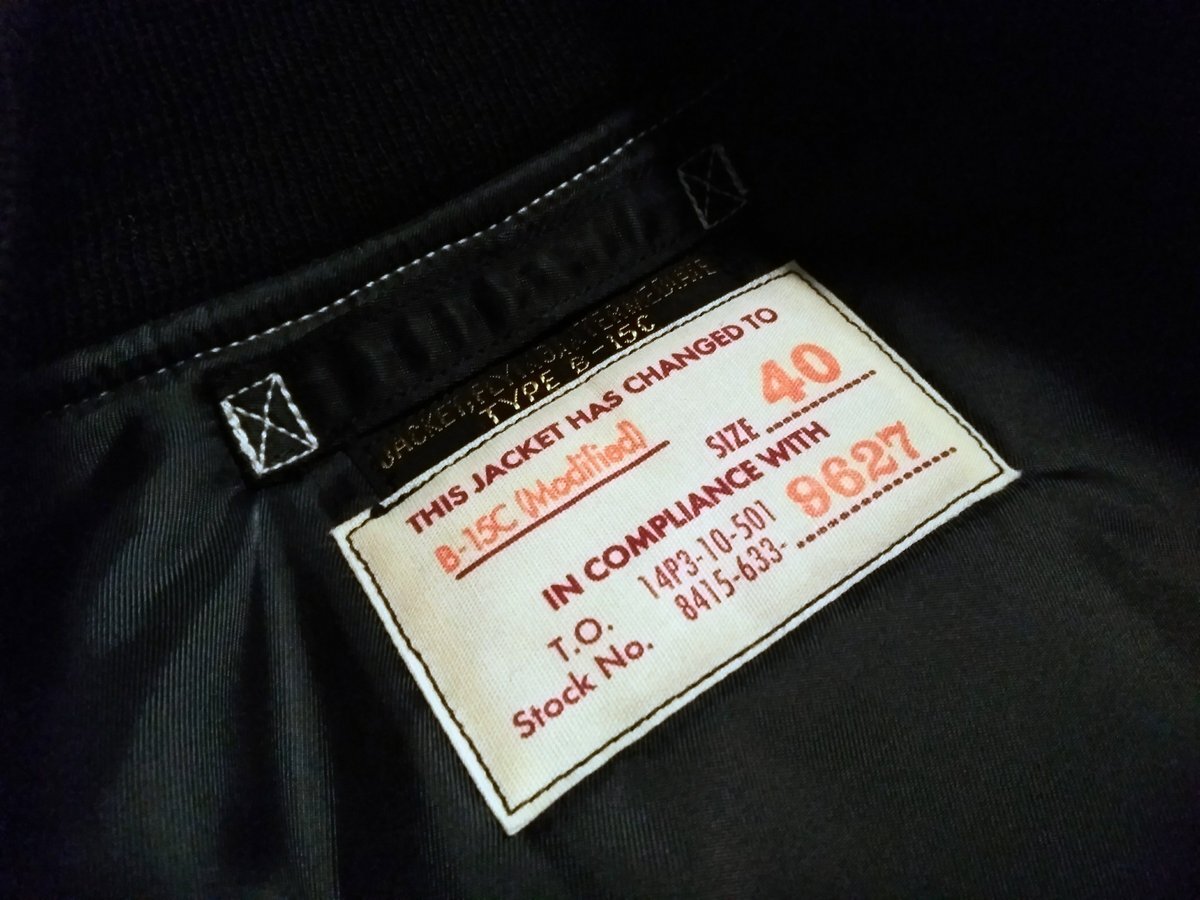 JACKET, FLYING, INTERMEDIATE
TYPE B-15C
THIS JACKET HAS CHANGED TO
B-15C (Modified) SIZE 40
IN COMPLIANCE WITH
T.O. 14P3-10-501
Stock No. 8415-633- 9627